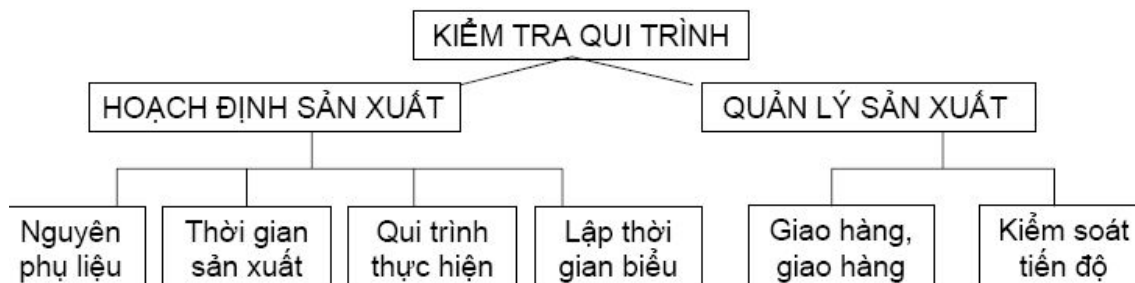 KIỂM TRA QUI TRÌNH
HOẠCH ĐỊNH SẢN XUẤT
QUẢN LÝ SẢN XUẤT
Nguyên
phụ liệu
Thời gian
sản xuất
Qui trình
thực hiện
Lập thời
gian biểu
Giao hàng,
giao hàng
Kiểm soát
tiến độ